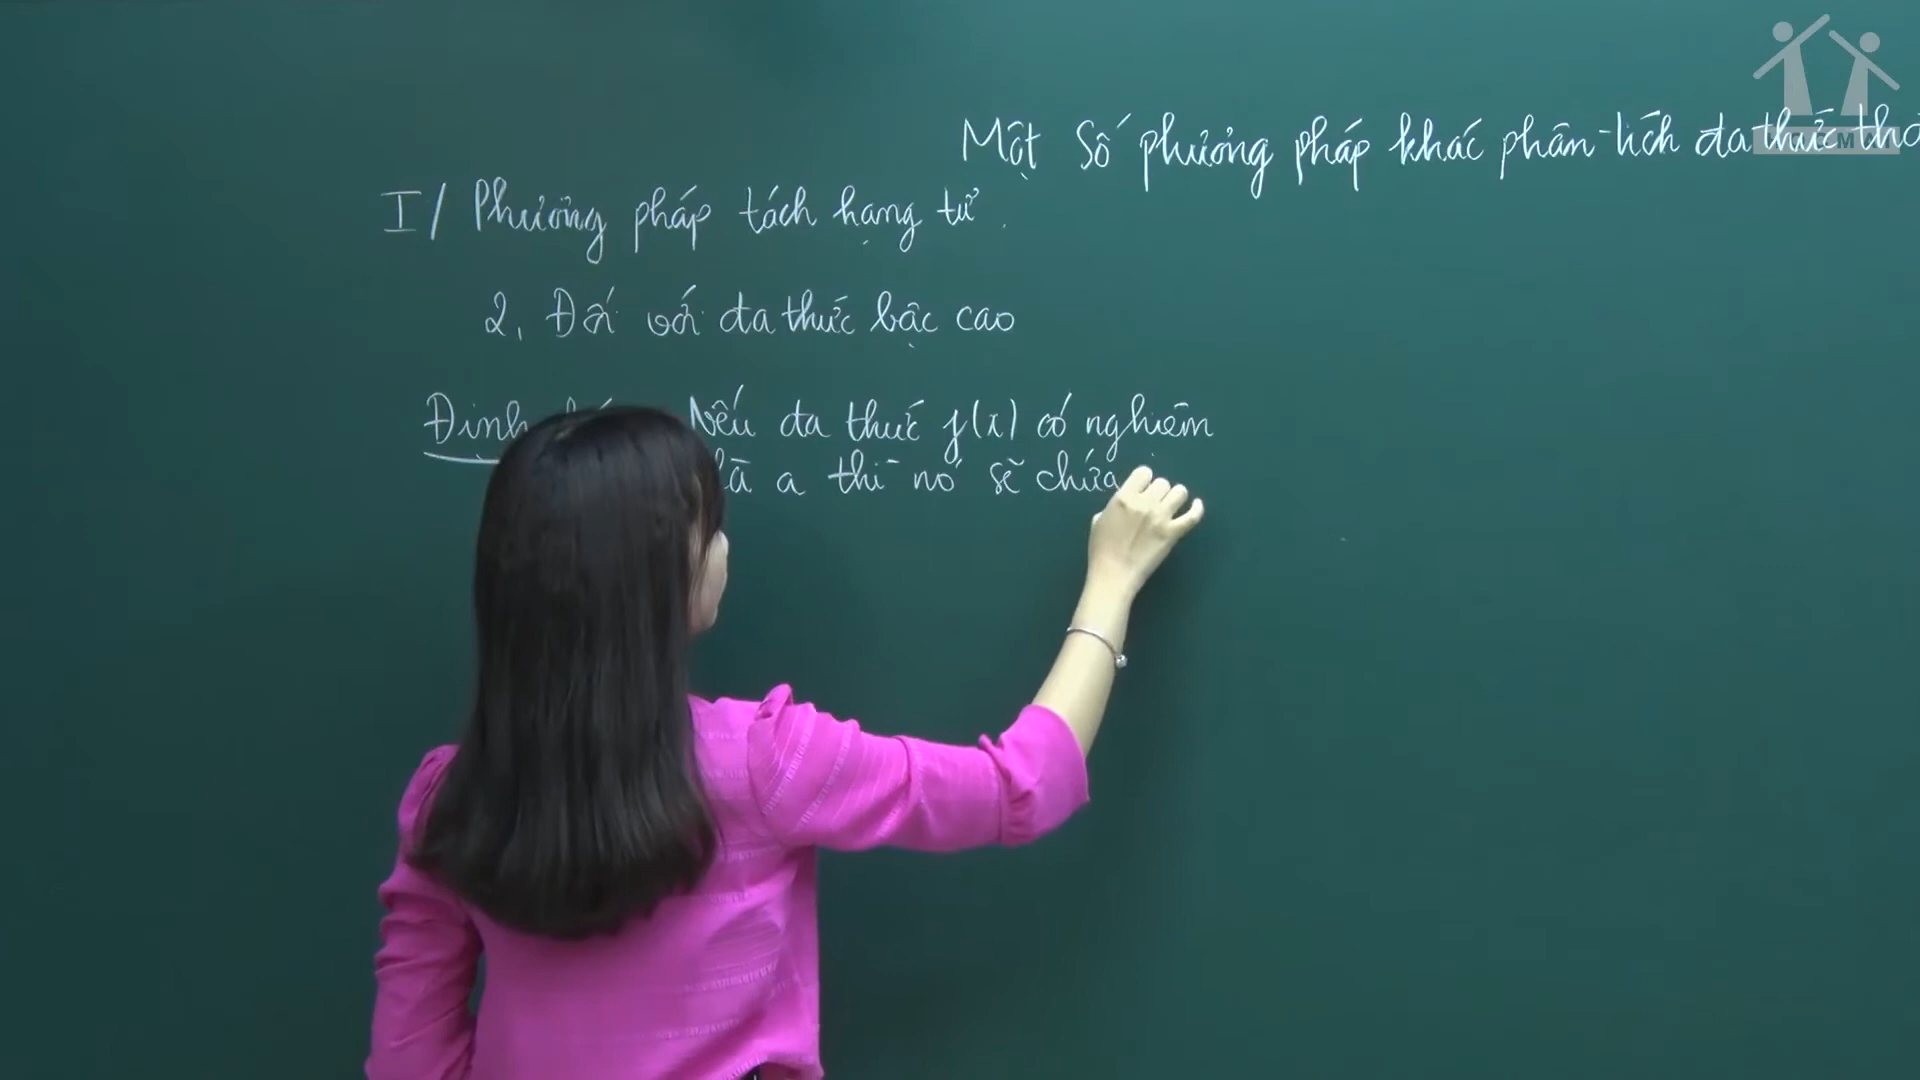 Một số phương pháp khác phân tích đa thức
I/ Phương pháp tách hạng tử.
2, Đối với đa thức bậc cao
Nếu đa thức f(x) có nghiệm
là a thì nó sẽ chứa